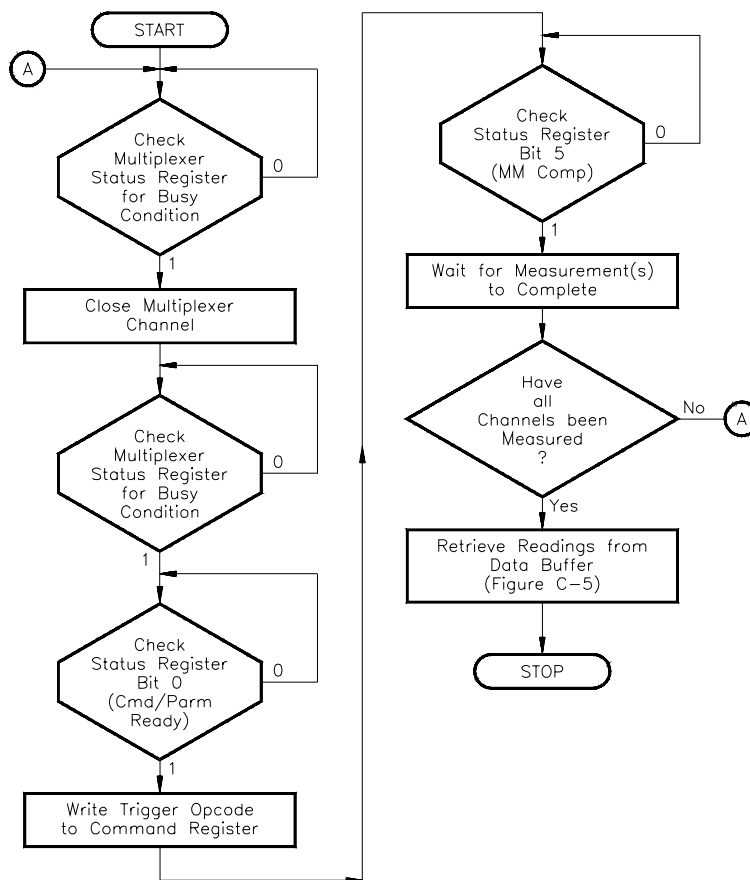 START
A
Check
Multiplexer
Status Register
for Busy
Condition
0
1
Close Multiplexer
Channel
Check
Multiplexer
Status Register
for Busy
Condition
0
1
Check
Status Register
Bit 0
(Cmd/Parm
Ready)
0
1
Write Trigger Opcode
to Command Register
Check
Status Register
Bit 5
(MM Comp)
0
1
Wait for Measurement(s)
to Complete
Have
all
Channels been
Measured
?
No
A
Yes
Retrieve Readings from
Data Buffer
(Figure C-5)
STOP